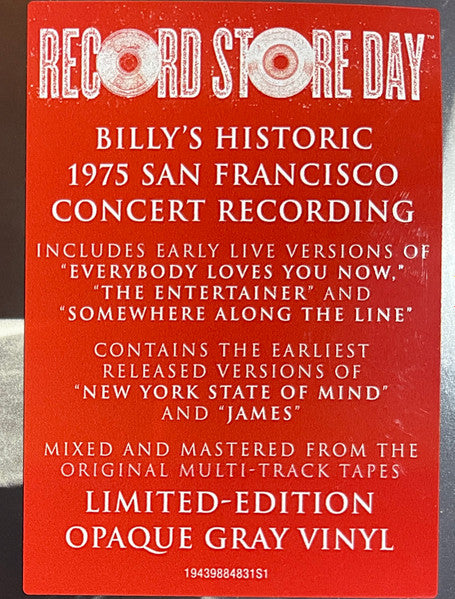 RECORD STORE DAY™
BILLY'S HISTORIC
1975 SAN FRANCISCO
CONCERT RECORDING
INCLUDES EARLY LIVE VERSIONS OF
“EVERYBODY LOVES YOU NOW,”
“THE ENTERTAINER” AND
“SOMEWHERE ALONG THE LINE”
CONTAINS THE EARLIEST
RELEASED VERSIONS OF
“NEW YORK STATE OF MIND”
AND “JAMES”
MIXED AND MASTERED FROM THE
ORIGINAL MULTI-TRACK TAPES
LIMITED-EDITION
OPAQUE GRAY VINYL
19439884831S1